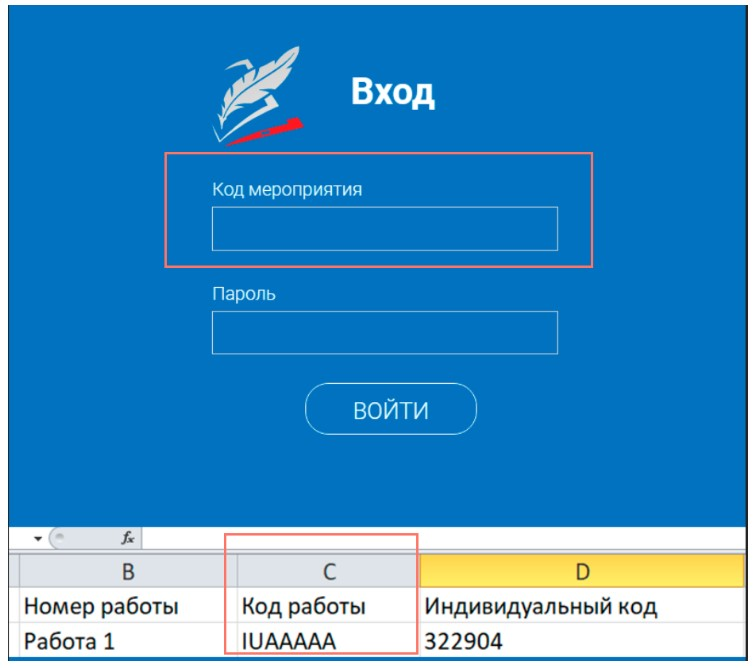 Вход
Код мероприятия
Пароль
ВОЙТИ
fx
B C D
Номер работы Код работы Индивидуальный код
Работа 1 IUAAAAA 322904